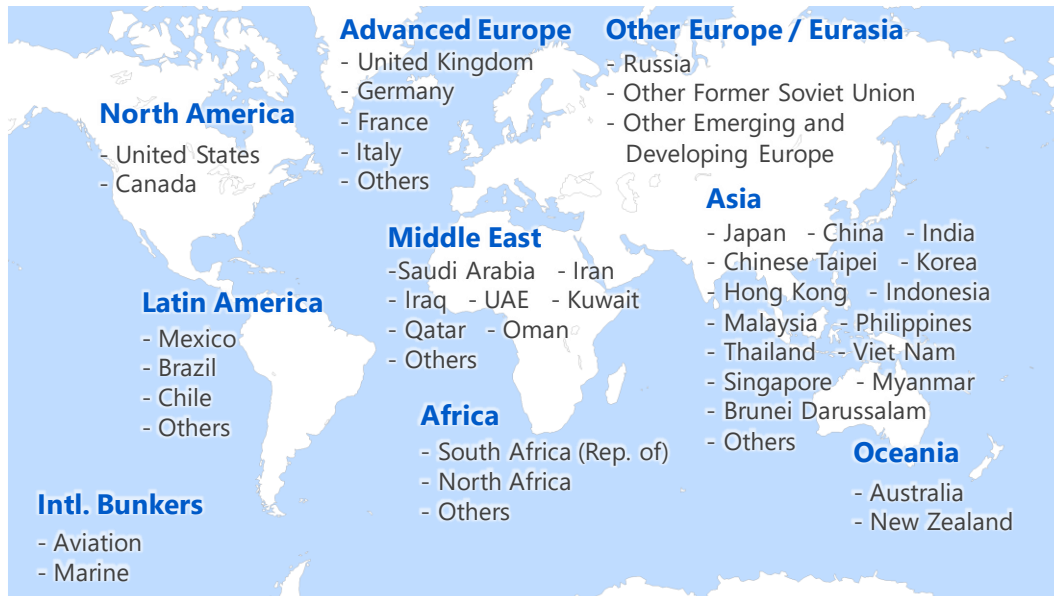 North America
- United States
- Canada
Advanced Europe
- United Kingdom
- Germany
- France
- Italy
- Others
Other Europe / Eurasia
- Russia
- Other Former Soviet Union
- Other Emerging and
Developing Europe
Middle East
-Saudi Arabia - Iran
- Iraq - UAE - Kuwait
- Qatar - Oman
- Others
Asia
- Japan - China - India
- Chinese Taipei - Korea
- Hong Kong - Indonesia
- Malaysia - Philippines
- Thailand - Viet Nam
- Singapore - Myanmar
- Brunei Darussalam
- Others
Latin America
- Mexico
- Brazil
- Chile
- Others
Africa
- South Africa (Rep. of)
- North Africa
- Others
Oceania
- Australia
- New Zealand
Intl. Bunkers
- Aviation
- Marine